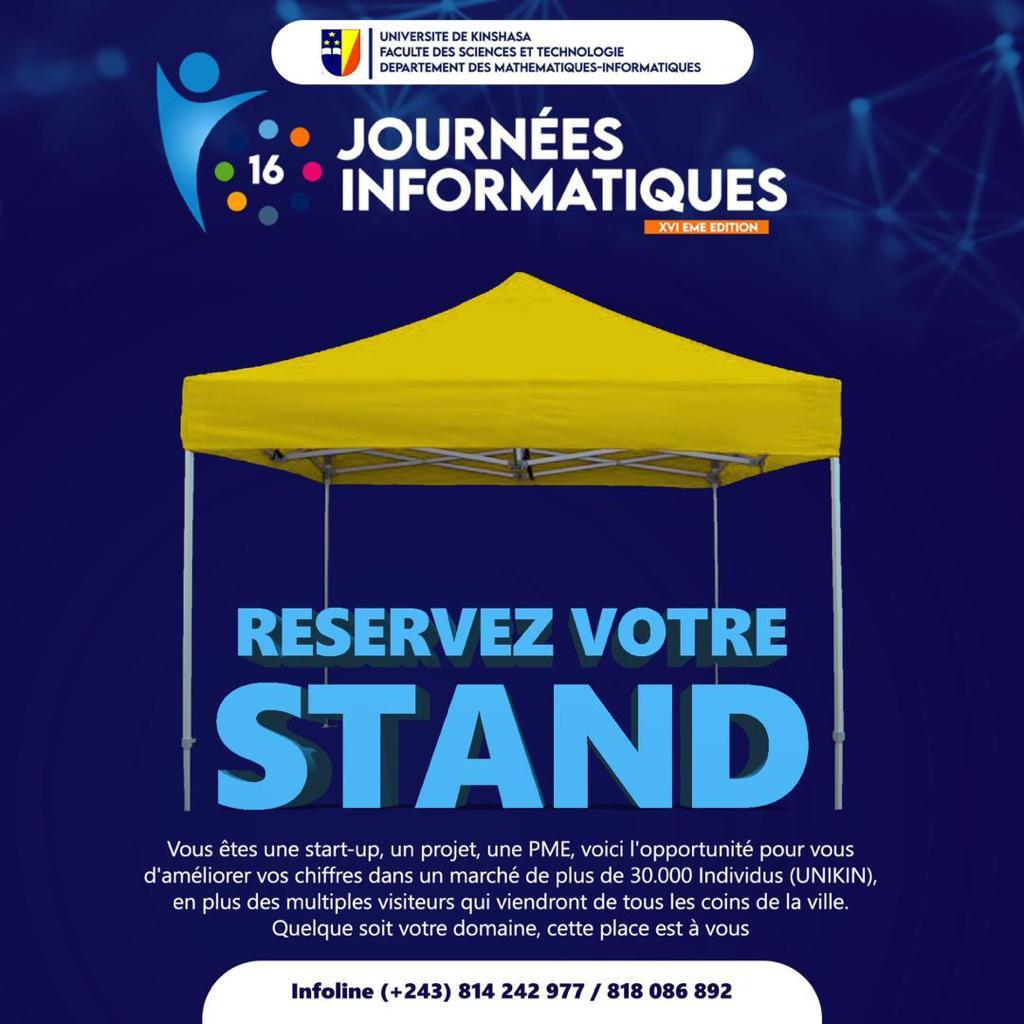 UNIVERSITE DE KINSHASA
FACULTE DES SCIENCES ET TECHNOLOGIE
DEPARTEMENT DES MATHEMATIQUES-INFORMATIQUES
16
JOURNÉES
INFORMATIQUES
XVI EME EDITION
RESERVEZ VOTRE
STAND
Vous êtes une start-up, un projet, une PME, voici l'opportunité pour vous
d'améliorer vos chiffres dans un marché de plus de 30.000 Individus (UNIKIN),
en plus des multiples visiteurs qui viendront de tous les coins de la ville.
Quelque soit votre domaine, cette place est à vous
Infoline (+243) 814 242 977 / 818 086 892